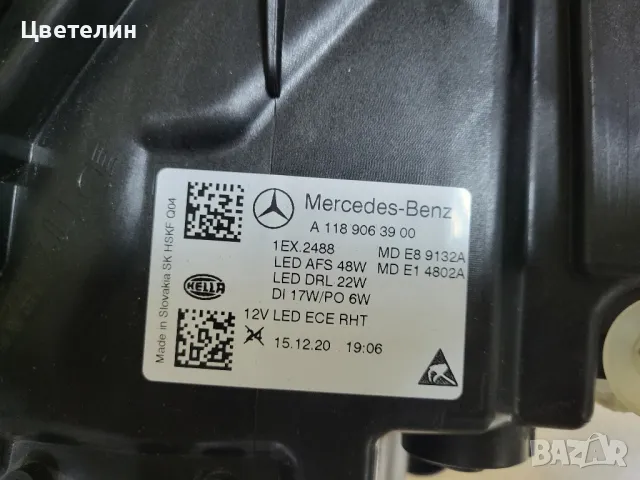 Цветелин
Made in Slovakia SK HSKF Q04
Mercedes-Benz
A 118 906 39 00
1EX.2488 MD E8 9132A
LED AFS 48W MD E1 4802A
LED DRL 22W
DI 17W/PO 6W
HELLA
12V LED ECE RHT
15.12.20 19:06
BAZAR